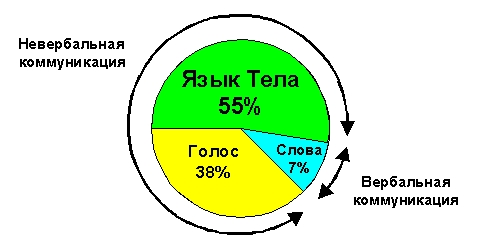 Невербальная
коммуникация
Язык Тела
55%
Голос
38%
Слова
7%
Вербальная
коммуникация